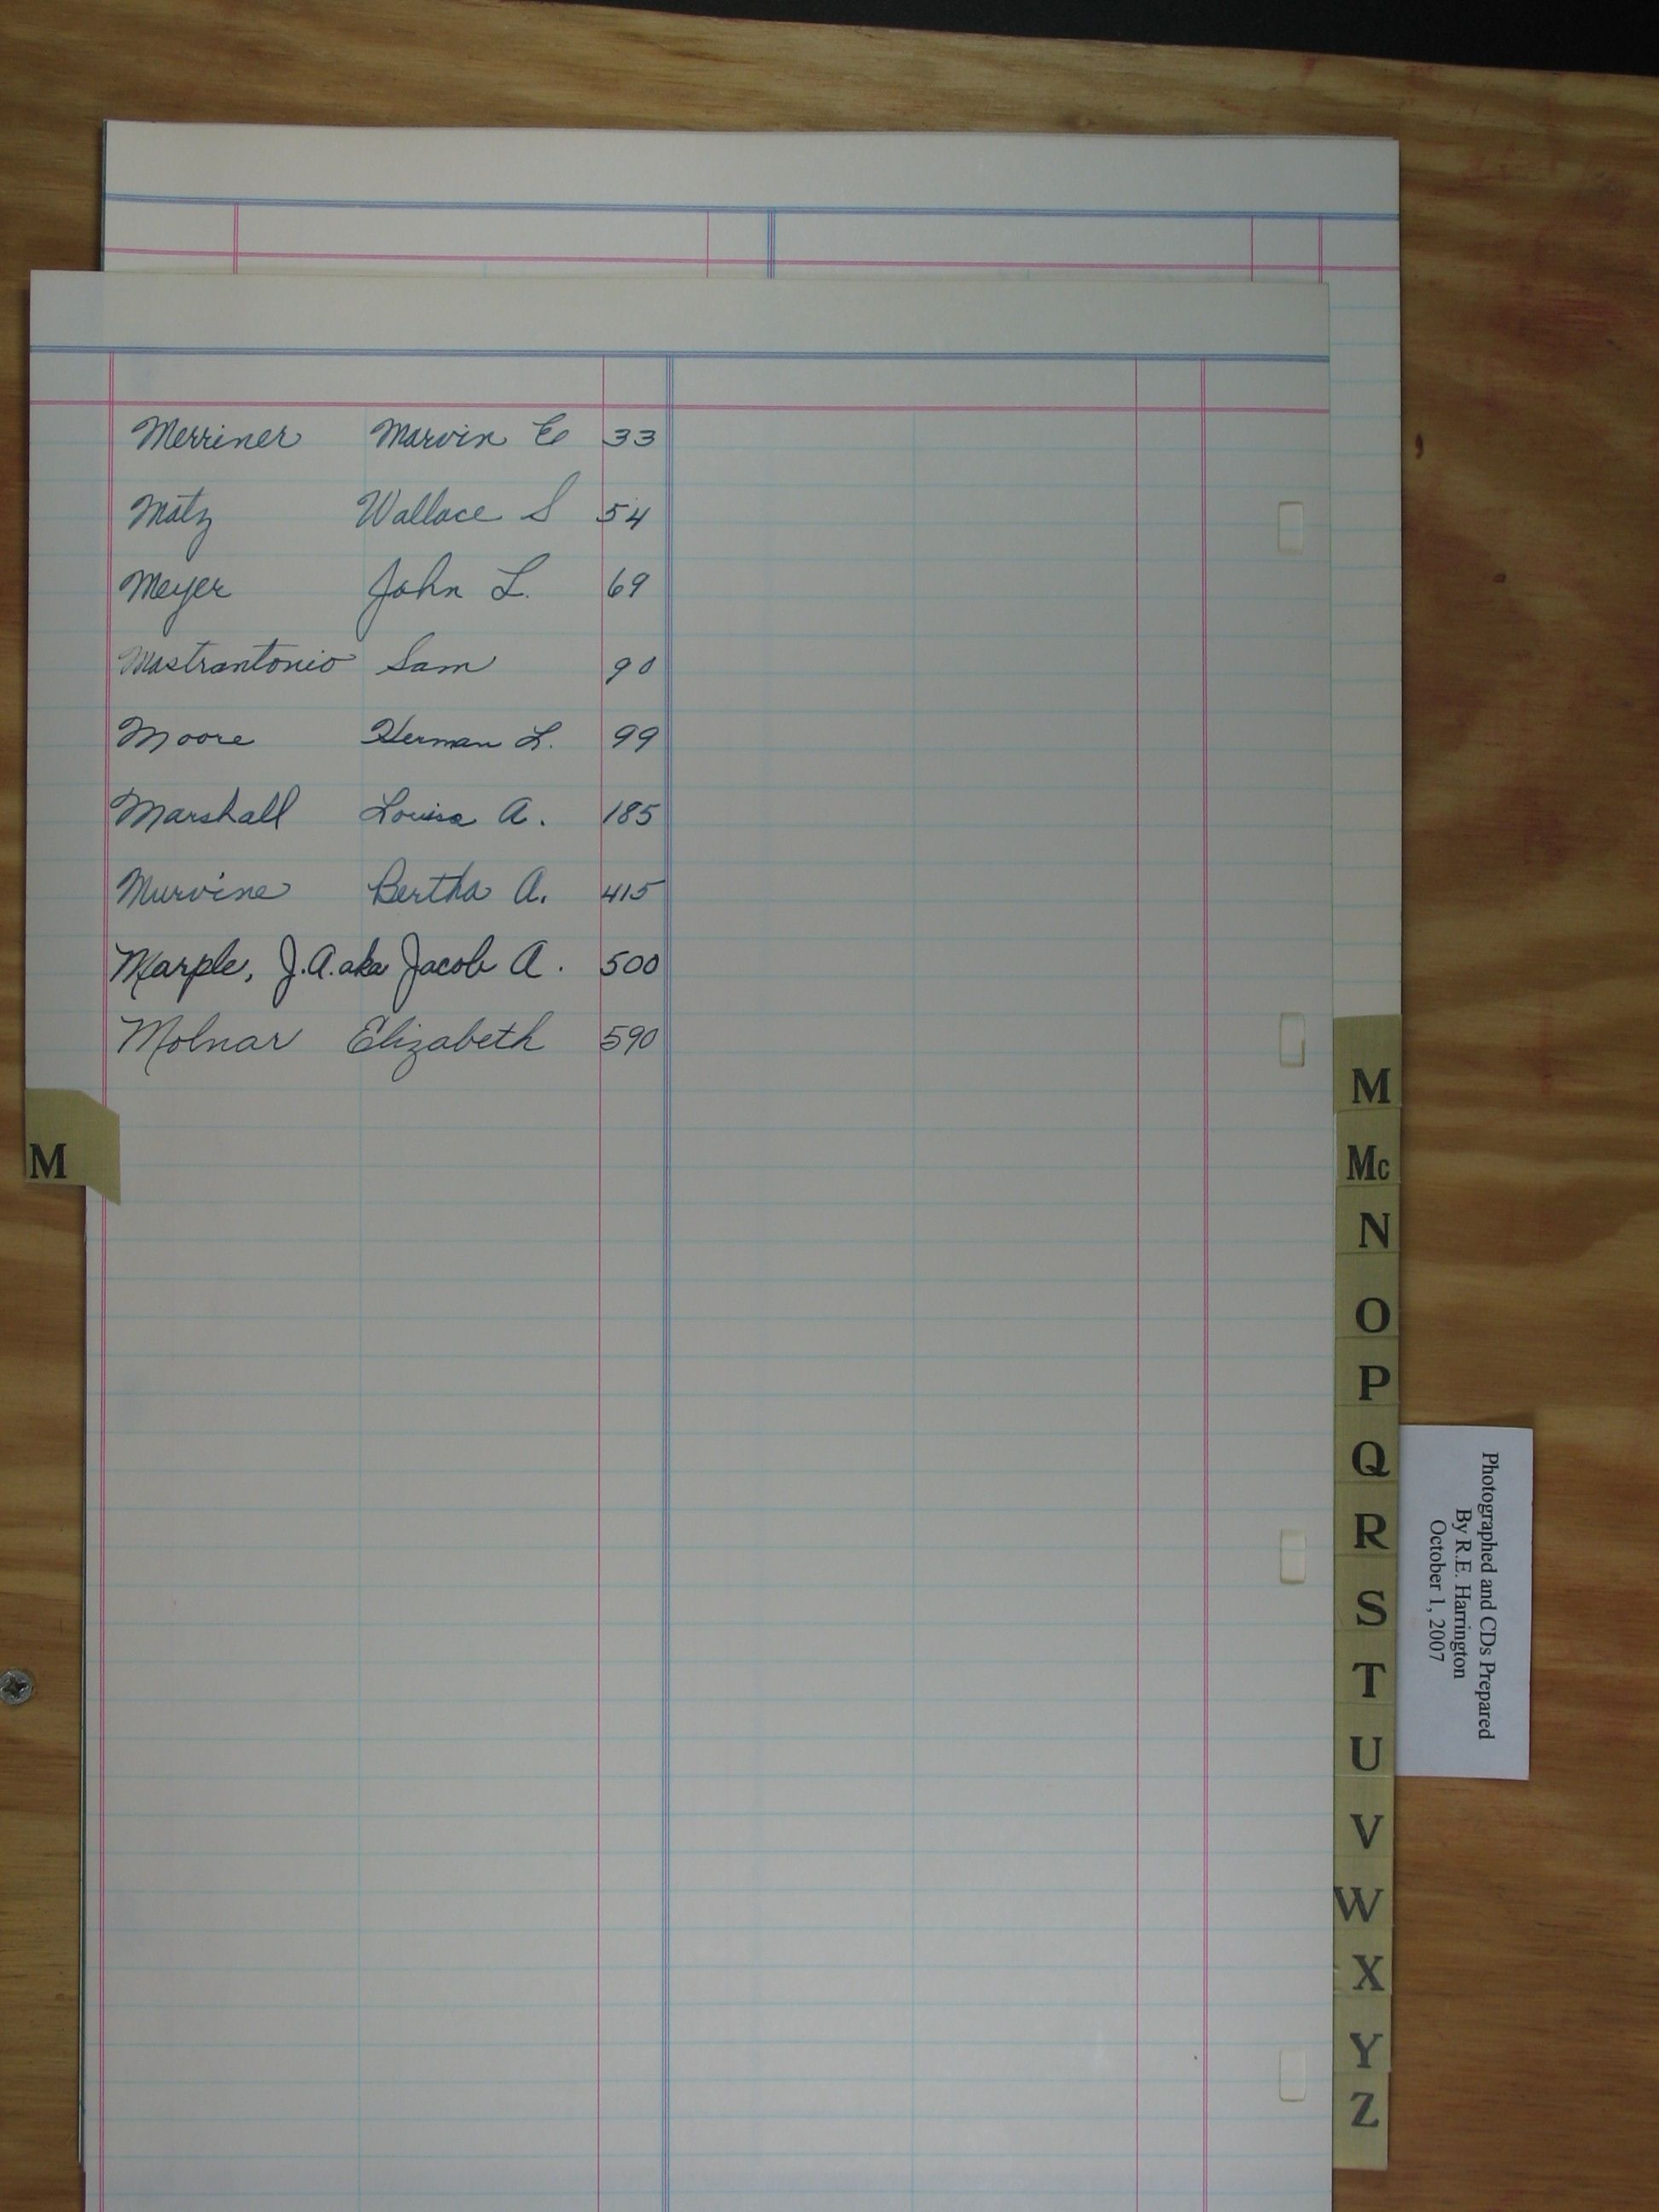 Merriner Marvin E 33
Matz Wallace S 54
Meyer John L. 69
Mastrantonio Sam 90
Moore Herman L. 99
Marshall Louisa A. 185
Murvine Bertha A. 415
Marple, J.A. aka Jacob A. 500
Molnar Elizabeth 590
M
M
Mc
N
O
P
Q
R
S
T
U
V
W
X
Y
Z
Photographed and CDs Prepared
By R.E. Harrington
October 1, 2007